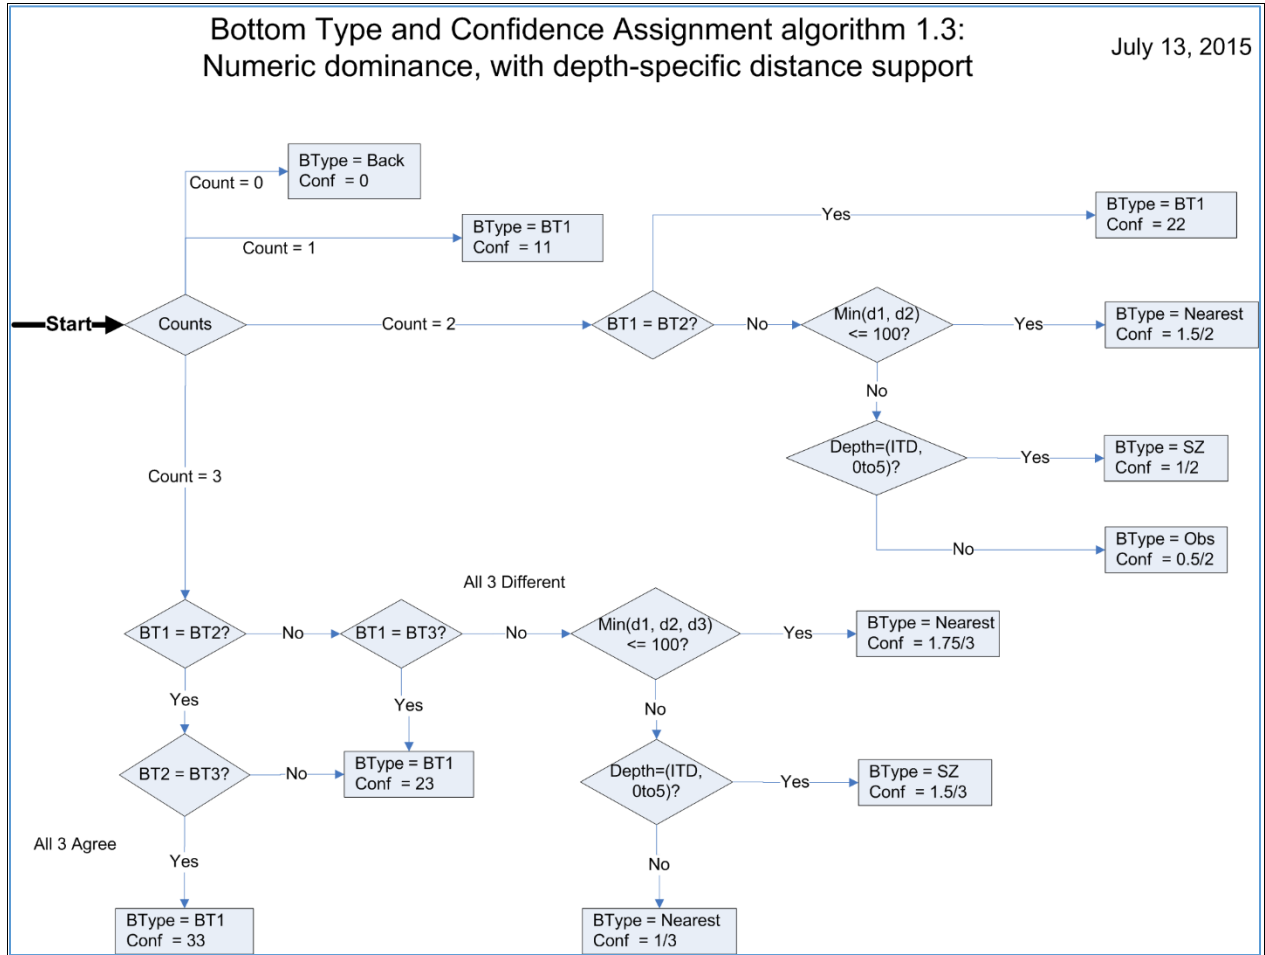 Bottom Type and Confidence Assignment algorithm 1.3:
Numeric dominance, with depth-specific distance support
July 13, 2015
BType = Back
Conf = 0
Count = 0
BType = BT1
Conf = 11
Count = 1
Yes
BType = BT1
Conf = 22
Start
Counts
Count = 2
BT1 = BT2?
No
Min(d1, d2)
<= 100?
Yes
BType = Nearest
Conf = 1.5/2
No
Depth=(ITD,
0to5)?
Yes
BType = SZ
Conf = 1/2
No
BType = Obs
Conf = 0.5/2
Count = 3
All 3 Different
BT1 = BT2?
No
BT1 = BT3?
No
Min(d1, d2, d3)
<= 100?
Yes
BType = Nearest
Conf = 1.75/3
Yes
Yes
No
BT2 = BT3?
No
BType = BT1
Conf = 23
Depth=(ITD,
0to5)?
Yes
BType = SZ
Conf = 1.5/3
All 3 Agree
Yes
No
BType = BT1
Conf = 33
BType = Nearest
Conf = 1/3